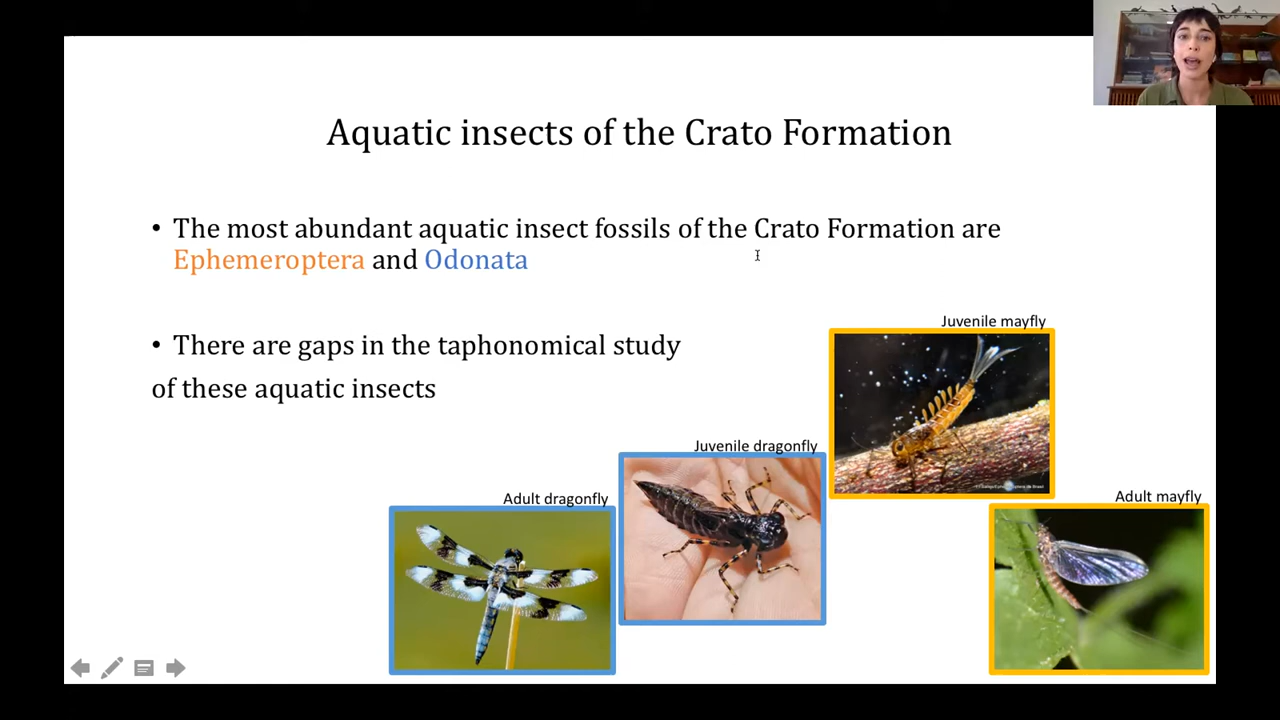 Aquatic insects of the Crato Formation
• The most abundant aquatic insect fossils of the Crato Formation are
Ephemeroptera and Odonata
• There are gaps in the taphonomical study
of these aquatic insects
Juvenile mayfly
Juvenile dragonfly
Adult dragonfly
Adult mayfly